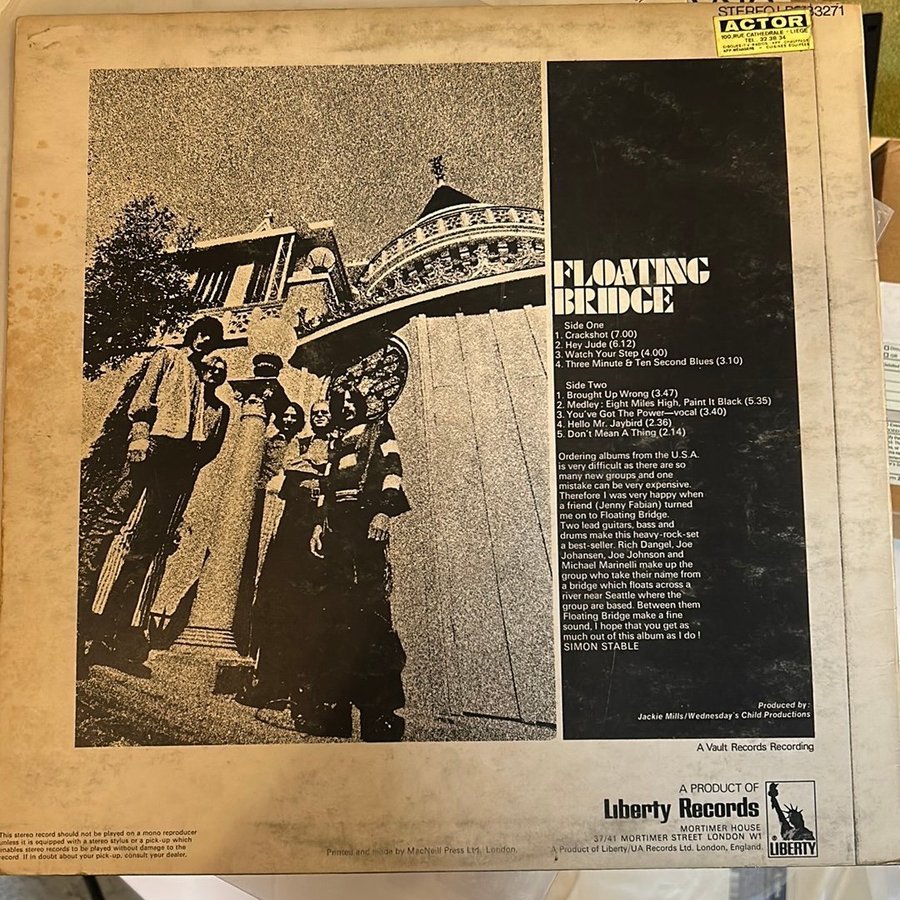 STEREO
33271
ACTOR
100, RUE CATHEDRALE - LIEGE
TEL. 32 38 34
FLOATING
BRIDGE
Side One
1. Crackshot (7.00)
2. Hey Jude (6.12)
3. Watch Your Step (4.00)
4. Three Minute & Ten Second Blues (3.10)
Side Two
1. Brought Up Wrong (3.47)
2. Medley: Eight Miles High, Paint It Black (5.35)
3. You've Got The Power—vocal (3.40)
4. Hello Mr. Jaybird (2.36)
5. Don't Mean A Thing (2.14)
Ordering albums from the U.S.A.
is very difficult as there are so
many new groups and one
mistake can be very expensive.
Therefore I was very happy when
a friend (Jenny Fabian) turned
me on to Floating Bridge.
Two lead guitars, bass and
drums make this heavy-rock-set
a best-seller. Rich Dangel, Joe
Johansen, Joe Johnson and
Michael Marinelli make up the
group who take their name from
a bridge which floats across a
river near Seattle where the
group are based. Between them
Floating Bridge make a fine
sound, I hope that you get as
much out of this album as I do!
SIMON STABLE
Produced by:
Jackie Mills/Wednesday's Child Productions
A Vault Records Recording
A PRODUCT OF
Liberty Records
MORTIMER HOUSE
37/41 MORTIMER STREET LONDON W1
A Product of Liberty/UA Records Ltd. London, England.
LIBERTY
This stereo record should not be played on a mono reproducer
unless it is equipped with a stereo stylus or a pick-up which
enables stereo records to be played without damage to the
record. If in doubt about your pick-up, consult your dealer.
Printed and made by MacNeill Press Ltd. London.